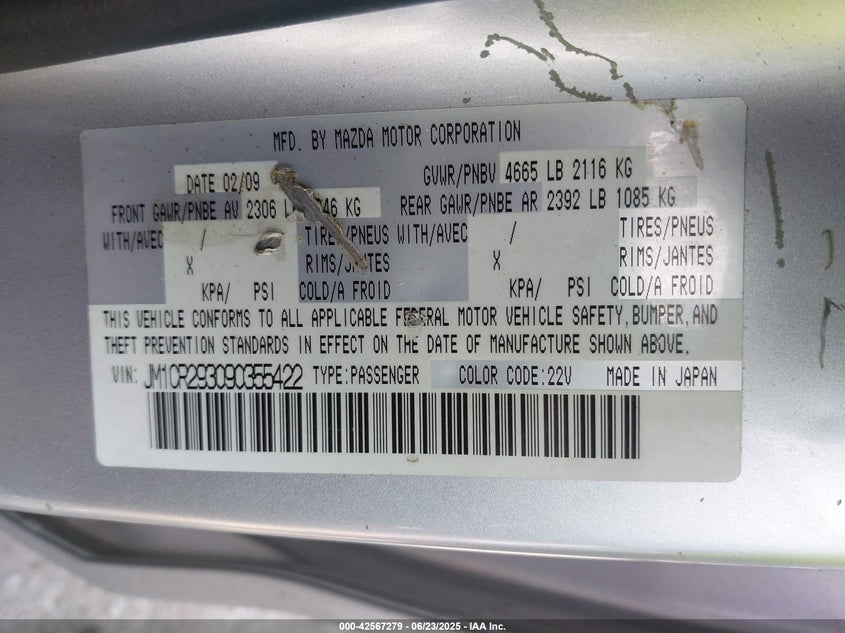 MFD. BY MAZDA MOTOR CORPORATION
DATE 02/09 GVWR/PNBV 4665 LB 2116 KG
FRONT GAWR/PNBE AV 2306 KG REAR GAWR/PNBE AR 2392 LB 1085 KG
WITH/AVEC / TIRES/PNEUS WITH/AVEC / TIRES/PNEUS
X RIMS/JANTES X RIMS/JANTES
KPA/ PSI COLD/A FROID KPA/ PSI COLD/A FROID
THIS VEHICLE CONFORMS TO ALL APPLICABLE FEDERAL MOTOR VEHICLE SAFETY, BUMPER, AND
THEFT PREVENTION STANDARDS IN EFFECT ON THE DATE OF MANUFACTURE SHOWN ABOVE.
VIN: JM1CR293090355422 TYPE:PASSENGER COLOR CODE:22V MADE IN JAPAN
000-42567279 - 06/23/2025 - IAA Inc.